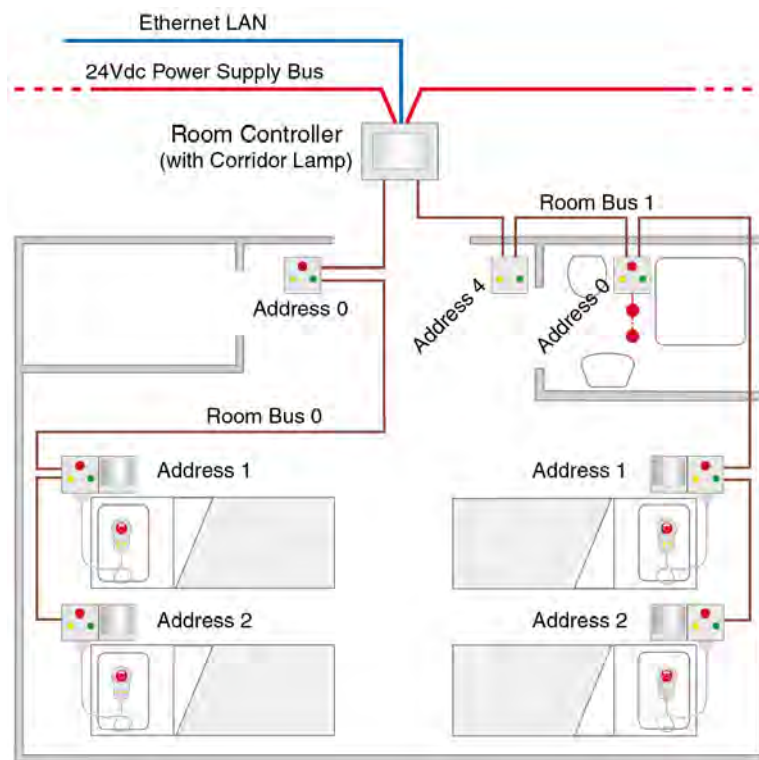 Ethernet LAN
24Vdc Power Supply Bus
Room Controller
(with Corridor Lamp)
Room Bus 1
Address 0
Address 4
Address 0
Room Bus 0
Address 1
Address 1
Address 2
Address 2